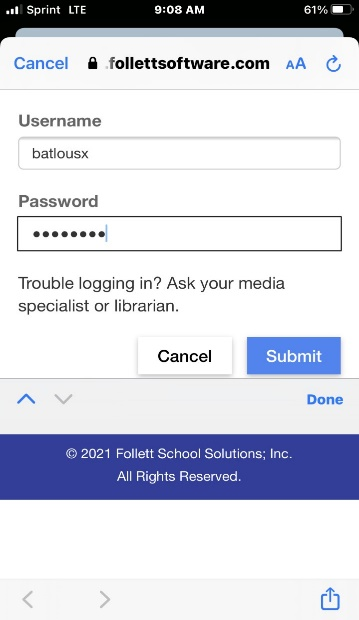 Sprint LTE 9:08 AM 61%
Cancel .follettsoftware.com AA
Username
batlousx
Password
••••••••
Trouble logging in? Ask your media
specialist or librarian.
Cancel Submit
Done
© 2021 Follett School Solutions; Inc.
All Rights Reserved.